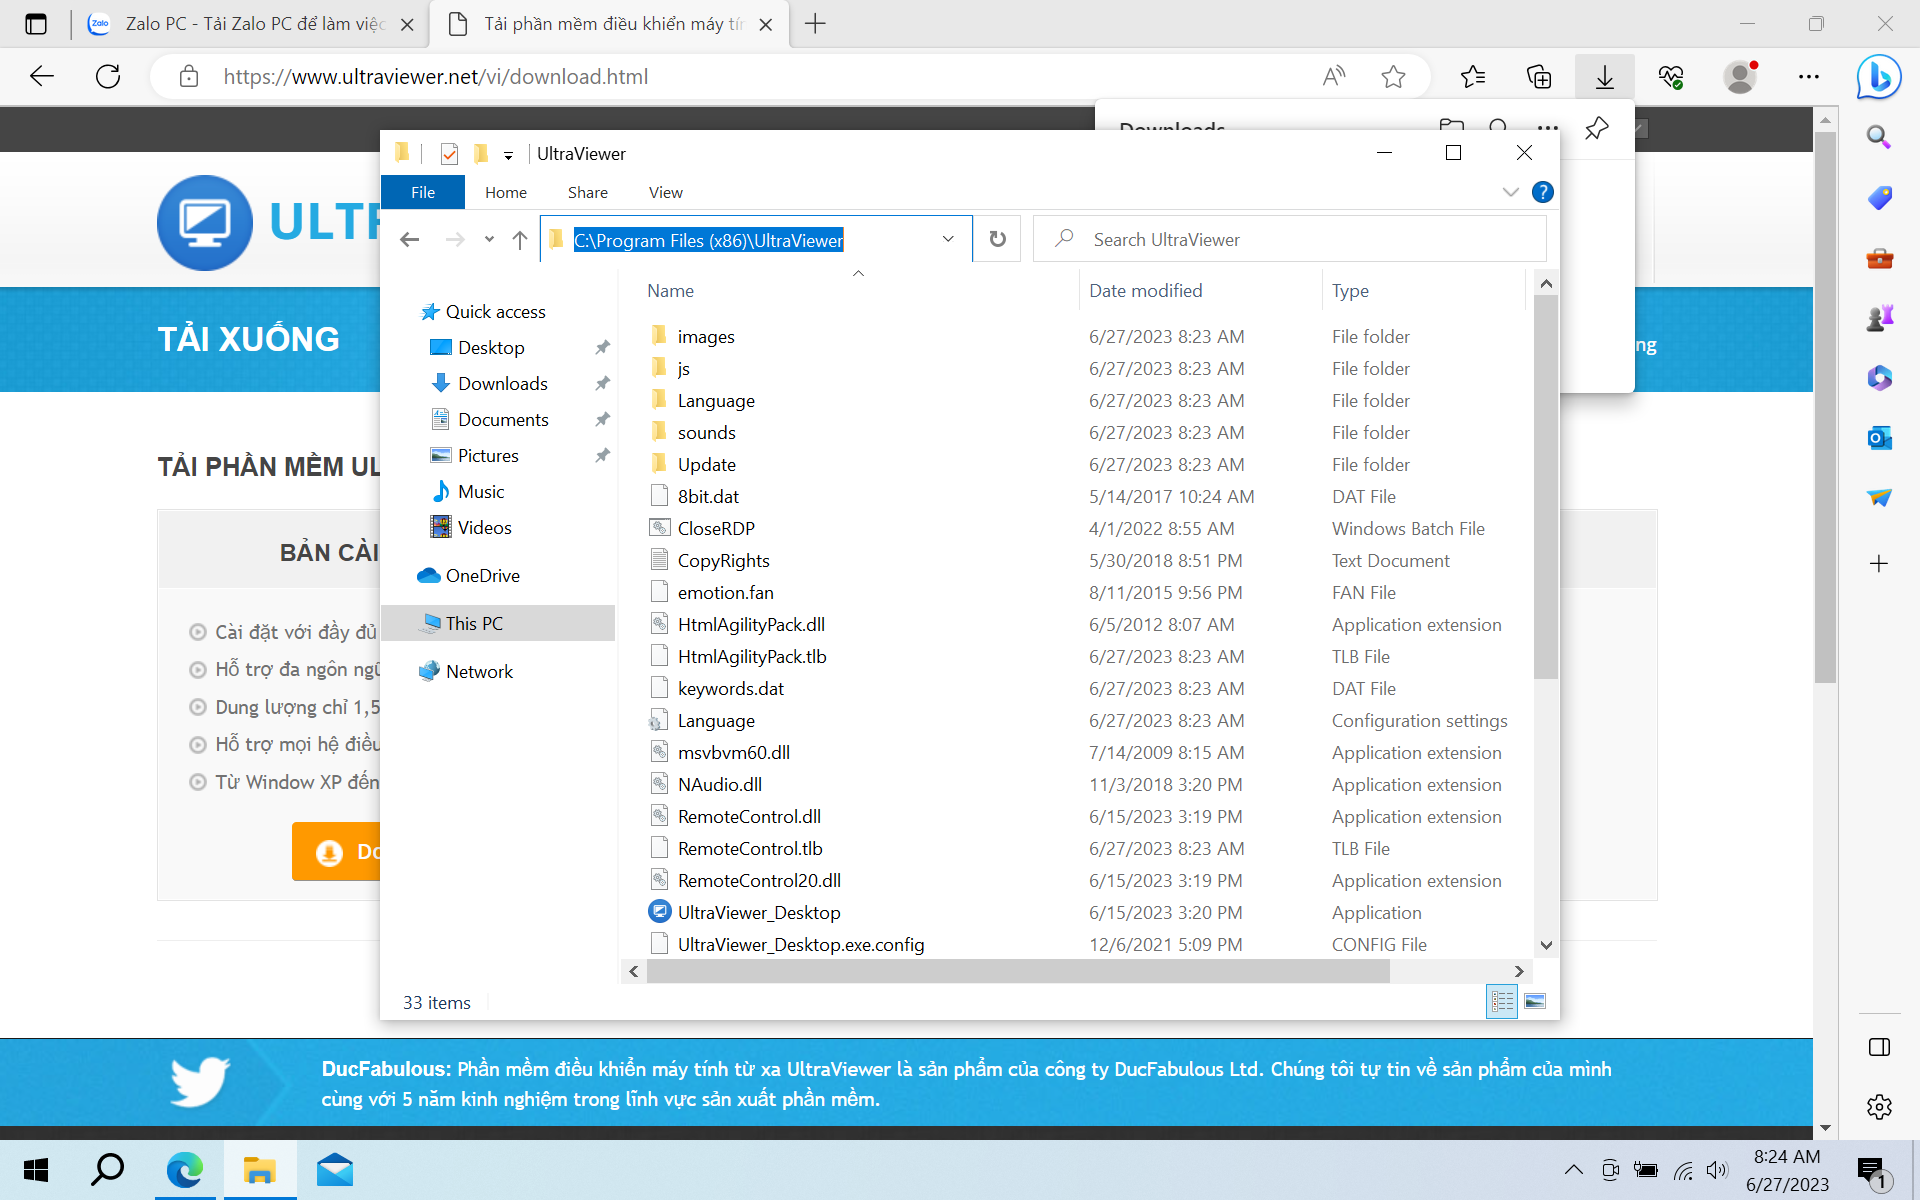 Zalo PC - Tải Zalo PC để làm việc
Tải phần mềm điều khiển máy tín
https://www.ultraviewer.net/vi/download.html
Downloads
UltraViewer
File
Home
Share
View
C:\Program Files (x86)\UltraViewer
Search UltraViewer
Name
Date modified
Type
Quick access
Desktop
Downloads
Documents
Pictures
Music
Videos
OneDrive
This PC
Network
images 6/27/2023 8:23 AM File folder
js 6/27/2023 8:23 AM File folder
Language 6/27/2023 8:23 AM File folder
sounds 6/27/2023 8:23 AM File folder
Update 6/27/2023 8:23 AM File folder
8bit.dat 5/14/2017 10:24 AM DAT File
CloseRDP 4/1/2022 8:55 AM Windows Batch File
CopyRights 5/30/2018 8:51 PM Text Document
emotion.fan 8/11/2015 9:56 PM FAN File
HtmlAgilityPack.dll 6/5/2012 8:07 AM Application extension
HtmlAgilityPack.tlb 6/27/2023 8:23 AM TLB File
keywords.dat 6/27/2023 8:23 AM DAT File
Language 6/27/2023 8:23 AM Configuration settings
msvbvm60.dll 7/14/2009 8:15 AM Application extension
NAudio.dll 11/3/2018 3:20 PM Application extension
RemoteControl.dll 6/15/2023 3:19 PM Application extension
RemoteControl.tlb 6/27/2023 8:23 AM TLB File
RemoteControl20.dll 6/15/2023 3:19 PM Application extension
UltraViewer_Desktop 6/15/2023 3:20 PM Application
UltraViewer_Desktop.exe.config 12/6/2021 5:09 PM CONFIG File
33 items
ULTR
TẢI XUỐNG
ng
TẢI PHẦN MỀM UL
BẢN CÀI
Cài đặt với đầy đủ
Hỗ trợ đa ngôn ngữ
Dung lượng chỉ 1,5
Hỗ trợ mọi hệ điều
Từ Window XP đến
Do
DucFabulous: Phần mềm điều khiển máy tính từ xa UltraViewer là sản phẩm của công ty DucFabulous Ltd. Chúng tôi tự tin về sản phẩm của mình
cùng với 5 năm kinh nghiệm trong lĩnh vực sản xuất phần mềm.
8:24 AM
6/27/2023
1